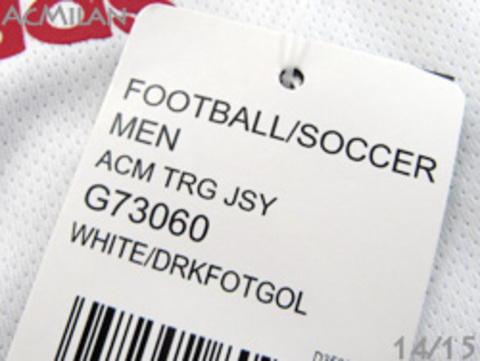 ACMILAN
FOOTBALL/SOCCER
MEN
ACM TRG JSY
G73060
WHITE/DRKFOTGOL
14/15